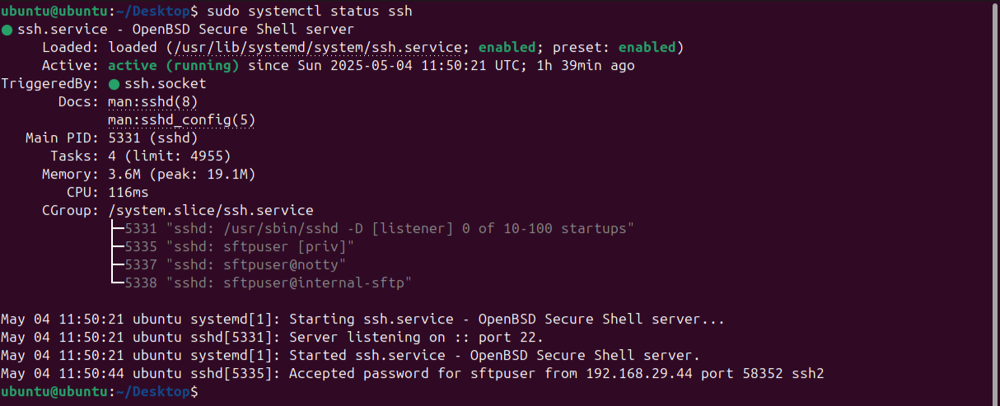 ubuntu@ubuntu:~/Desktop$ sudo systemctl status ssh
● ssh.service - OpenBSD Secure Shell server
     Loaded: loaded (/usr/lib/systemd/system/ssh.service; enabled; preset: enabled)
     Active: active (running) since Sun 2025-05-04 11:50:21 UTC; 1h 39min ago
TriggeredBy: ● ssh.socket
       Docs: man:sshd(8)
             man:sshd_config(5)
   Main PID: 5331 (sshd)
      Tasks: 4 (limit: 4955)
     Memory: 3.6M (peak: 19.1M)
        CPU: 116ms
     CGroup: /system.slice/ssh.service
             ├─5331 "sshd: /usr/sbin/sshd -D [listener] 0 of 10-100 startups"
             ├─5335 "sshd: sftpuser [priv]"
             ├─5337 "sshd: sftpuser@notty"
             └─5338 "sshd: sftpuser@internal-sftp"

May 04 11:50:21 ubuntu systemd[1]: Starting ssh.service - OpenBSD Secure Shell server...
May 04 11:50:21 ubuntu sshd[5331]: Server listening on :: port 22.
May 04 11:50:21 ubuntu systemd[1]: Started ssh.service - OpenBSD Secure Shell server.
May 04 11:50:44 ubuntu sshd[5335]: Accepted password for sftpuser from 192.168.29.44 port 58352 ssh2
ubuntu@ubuntu:~/Desktop$